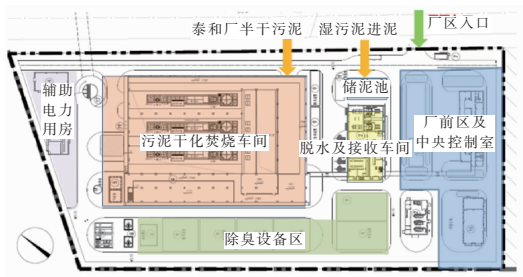 泰和厂半干污泥
湿污泥进泥
厂区入口
辅助
电力
用房
储泥池
污泥干化焚烧车间
脱水及接收车间
厂前区及
中央控制室
除臭设备区